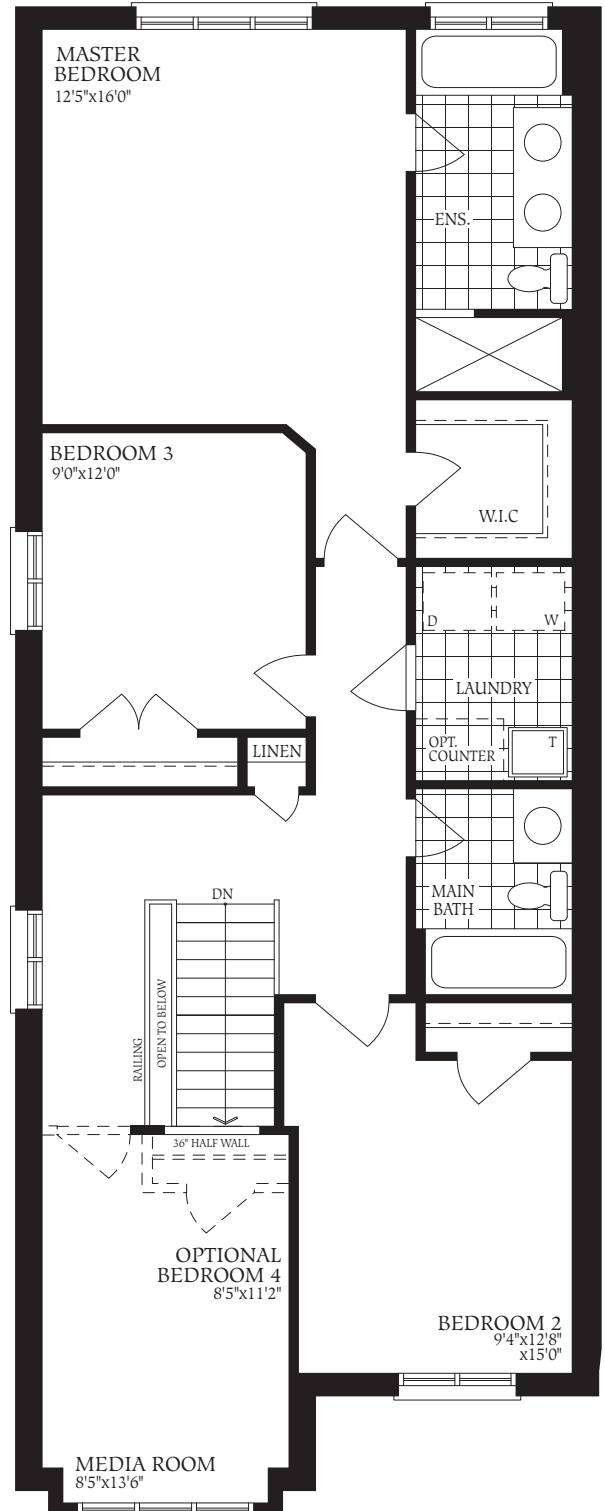 MASTER
BEDROOM
12'5"x16'0"
ENS.
BEDROOM 3
9'0"x12'0"
W.I.C
D
W
LAUNDRY
OPT.
COUNTER
T
LINEN
DN
MAIN
BATH
RAILING
OPEN TO BELOW
36" HALF WALL
OPTIONAL
BEDROOM 4
8'5"x11'2"
BEDROOM 2
9'4"x12'8"
x15'0"
MEDIA ROOM
8'5"x13'6"